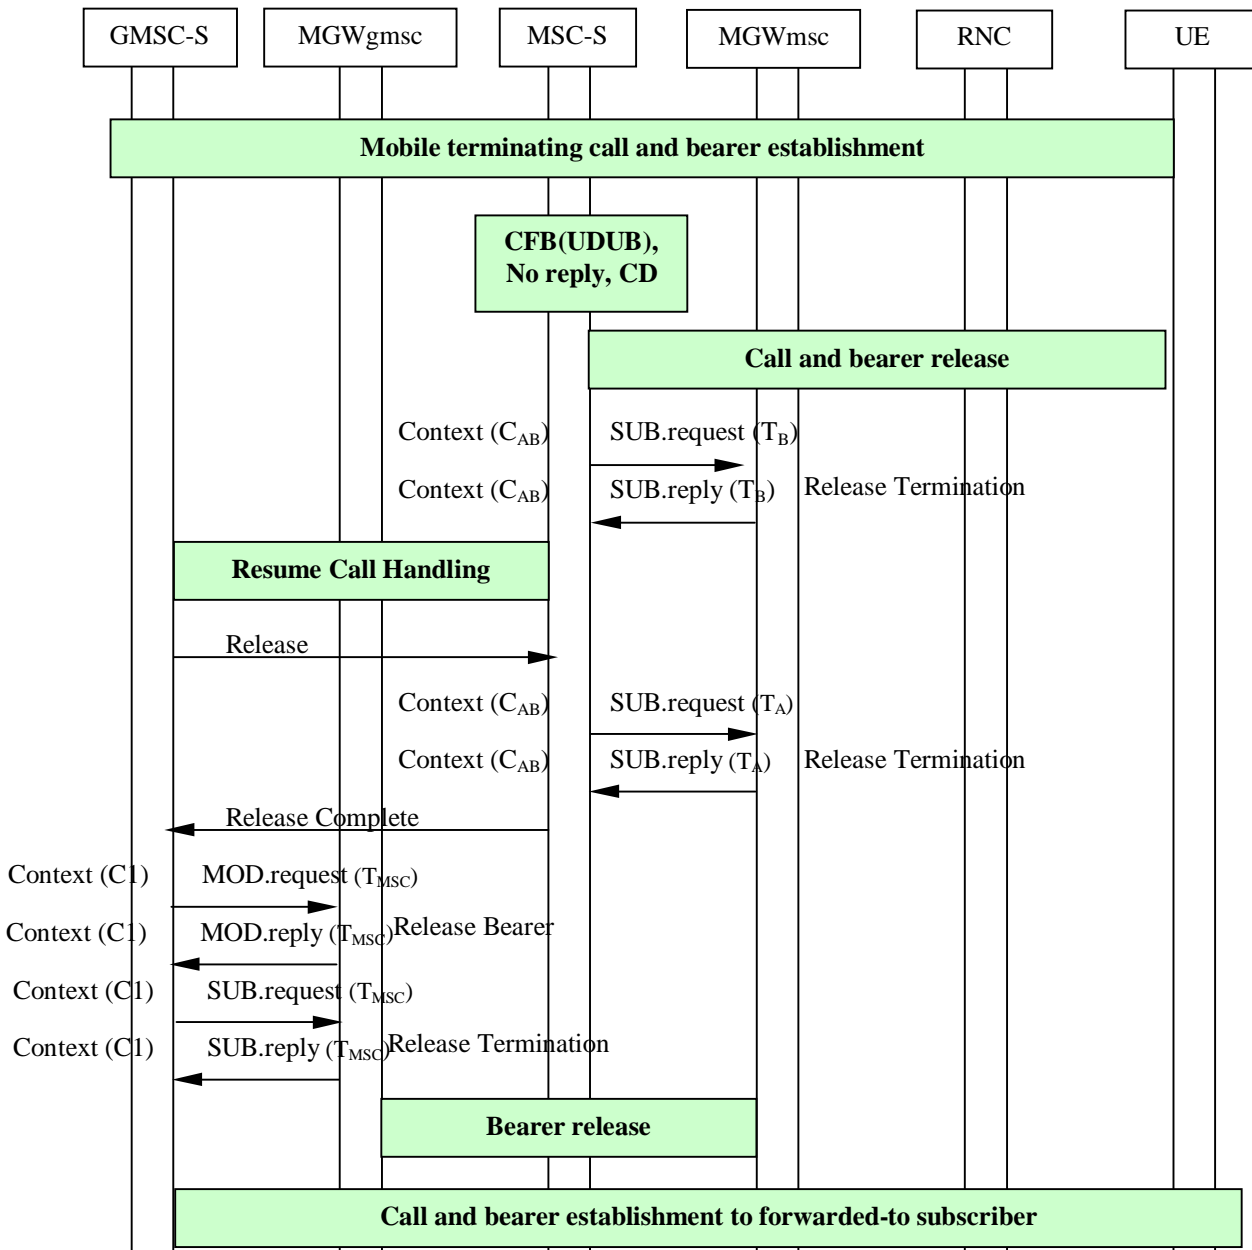 GMSC-S MGWgmsc MSC-S MGWmsc RNC UE
Mobile terminating call and bearer establishment
CFB(UDUB),
No reply, CD
Call and bearer release
Context (CAB) SUB.request (TB)
Context (CAB) SUB.reply (TB) Release Termination
Resume Call Handling
Release
Context (CAB) SUB.request (TA)
Context (CAB) SUB.reply (TA) Release Termination
Release Complete
Context (C1) MOD.request (TMSC)
Context (C1) MOD.reply (TMSC) Release Bearer
Context (C1) SUB.request (TMSC)
Context (C1) SUB.reply (TMSC) Release Termination
Bearer release
Call and bearer establishment to forwarded-to subscriber